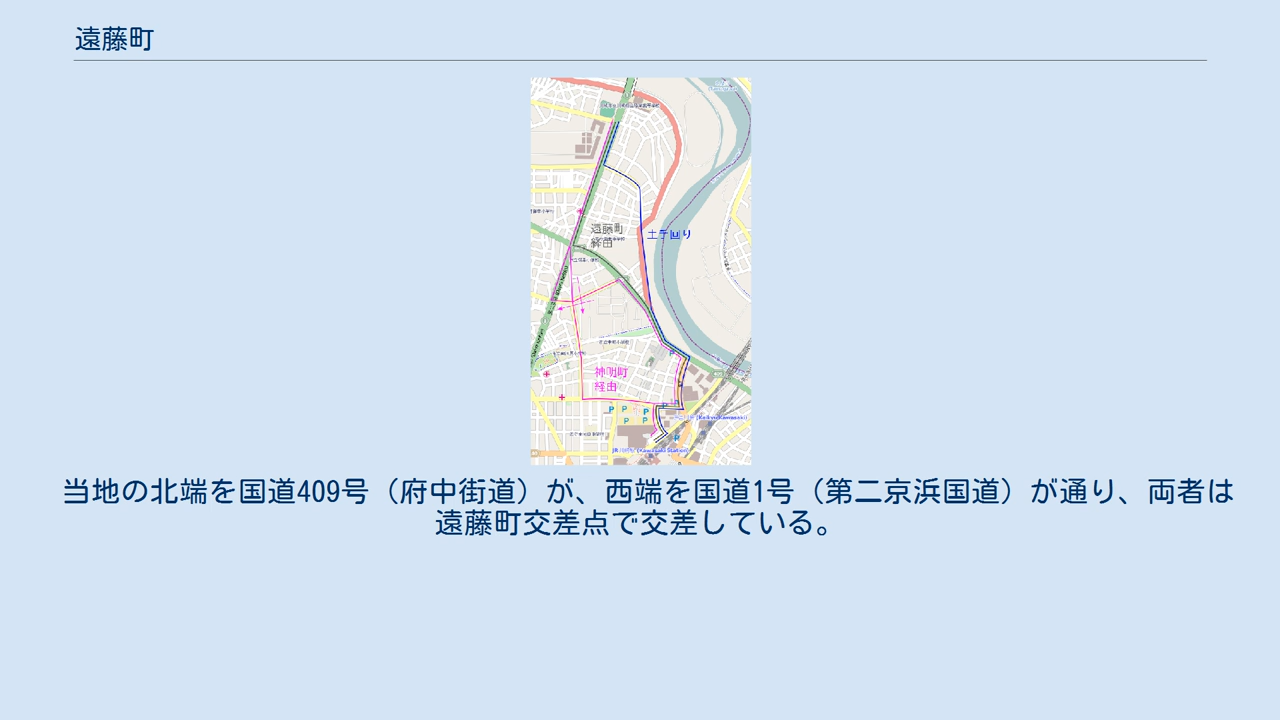 遠藤町
遠藤町
経由
土手回り
神明町
経由
P P P
P P
当地の北端を国道409号（府中街道）が、西端を国道1号（第二京浜国道）が通り、両者は
遠藤町交差点で交差している。